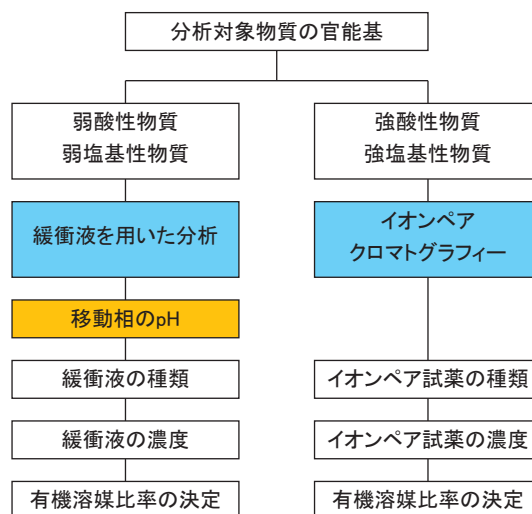 分析対象物質の官能基
弱酸性物質
弱塩基性物質
強酸性物質
強塩基性物質
緩衝液を用いた分析
イオンペア
クロマトグラフィー
移動相のpH
緩衝液の種類
イオンペア試薬の種類
緩衝液の濃度
イオンペア試薬の濃度
有機溶媒比率の決定
有機溶媒比率の決定